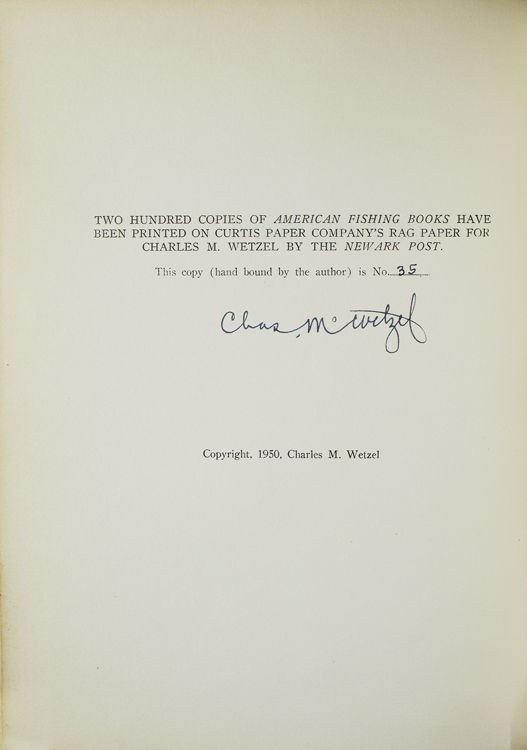 TWO HUNDRED COPIES OF AMERICAN FISHING BOOKS HAVE
BEEN PRINTED ON CURTIS PAPER COMPANY'S RAG PAPER FOR
CHARLES M. WETZEL BY THE NEWARK POST.
This copy (hand bound by the author) is No. 35
Chas. M. Wetzel
Copyright, 1950, Charles M. Wetzel